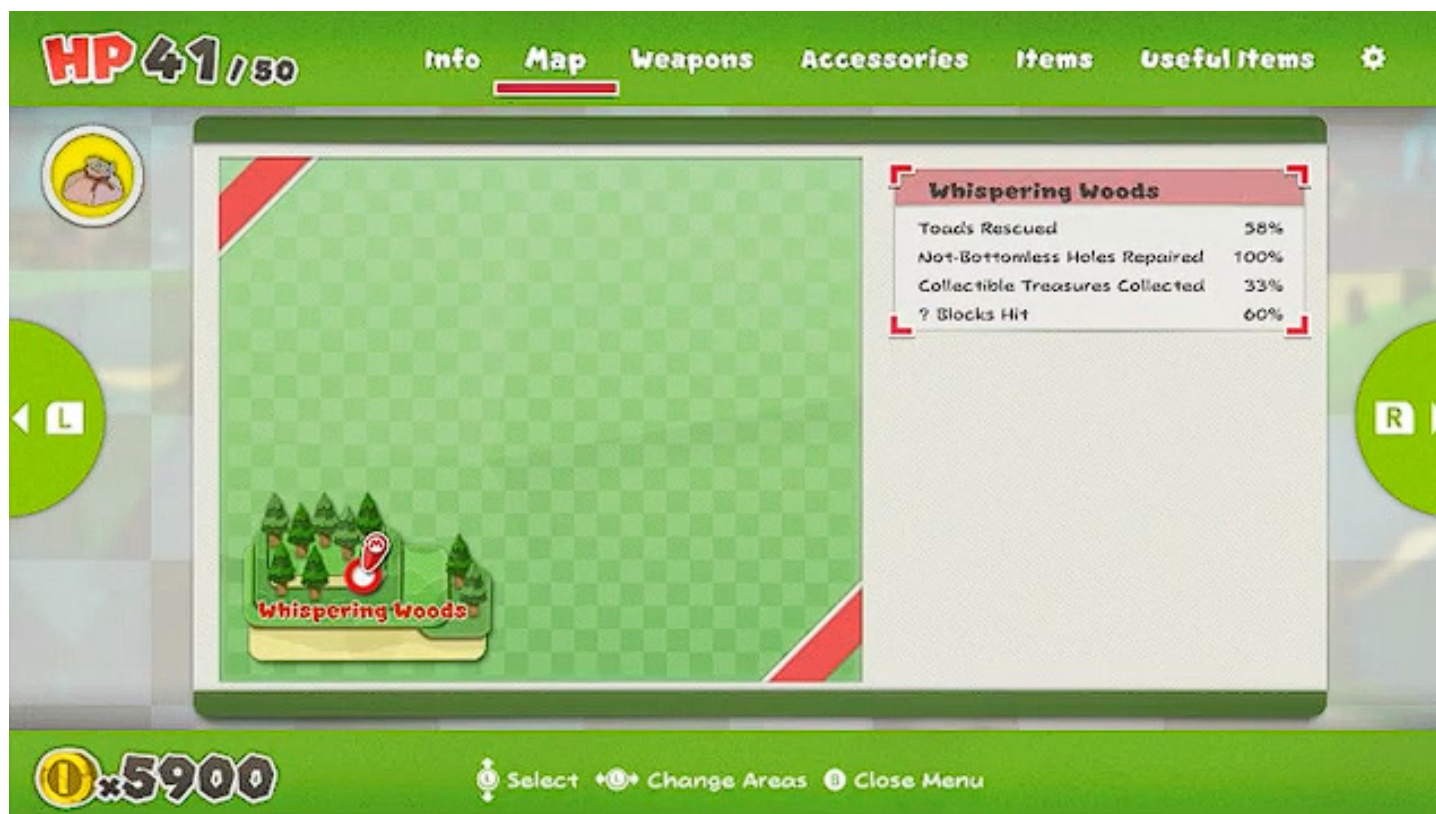 HP 41/50
Info Map Weapons Accessories Items Useful Items
Whispering Woods
Toads Rescued 58%
Not-Bottomless Holes Repaired 100%
Collectible Treasures Collected 33%
? Blocks Hit 60%
L
R
M
Whispering Woods
x5900
L Select L Change Areas B Close Menu